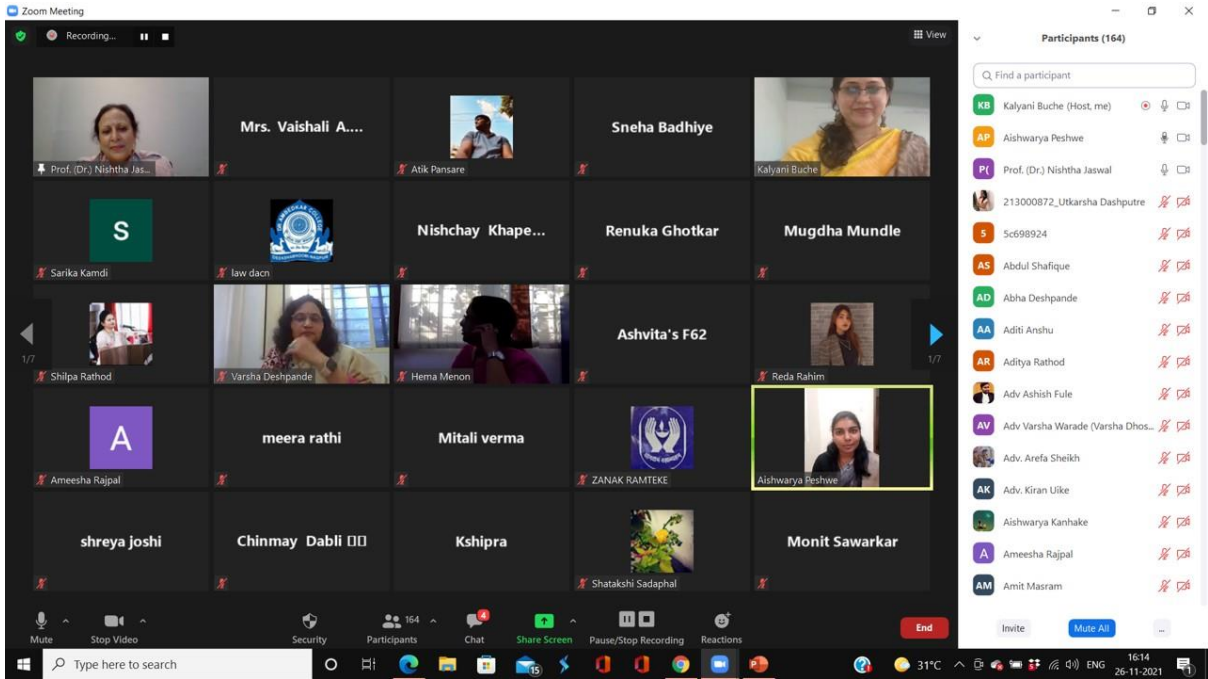 Zoom Meeting
Recording...
View
Prof. (Dr.) Nishtha Jas...
Mrs. Vaishali A....
Atik Pansare
Sneha Badhiye
Kalyani Buche
S
Sarika Kamdi
law dacn
Nishchay Khape...
Renuka Ghotkar
Mugdha Mundle
1/7
Shilpa Rathod
Varsha Deshpande
Hema Menon
Ashvita's F62
Reda Rahim
1/7
A
Ameesha Rajpal
meera rathi
Mitali verma
ZANAK RAMTEKE
Aishwarya Peshwe
shreya joshi
Chinmay Dabli
Kshipra
Shatakshi Sadaphal
Monit Sawarkar
Mute
Stop Video
Security
164
Participants
4
Chat
Share Screen
Pause/Stop Recording
Reactions
End
Participants (164)
Find a participant
KB Kalyani Buche (Host, me)
AP Aishwarya Peshwe
P( Prof. (Dr.) Nishtha Jaswal
213000872_Utkarsha Dashputre
5 5c698924
AS Abdul Shafique
AD Abha Deshpande
AA Aditi Anshu
AR Aditya Rathod
Adv Ashish Fule
AV Adv Varsha Warade (Varsha Dhos...
Adv. Arefa Sheikh
AK Adv. Kiran Uike
Aishwarya Kanhake
A Ameesha Rajpal
AM Amit Masram
Invite
Mute All
...
Type here to search
15
31°C
ENG
16:14
26-11-2021
1